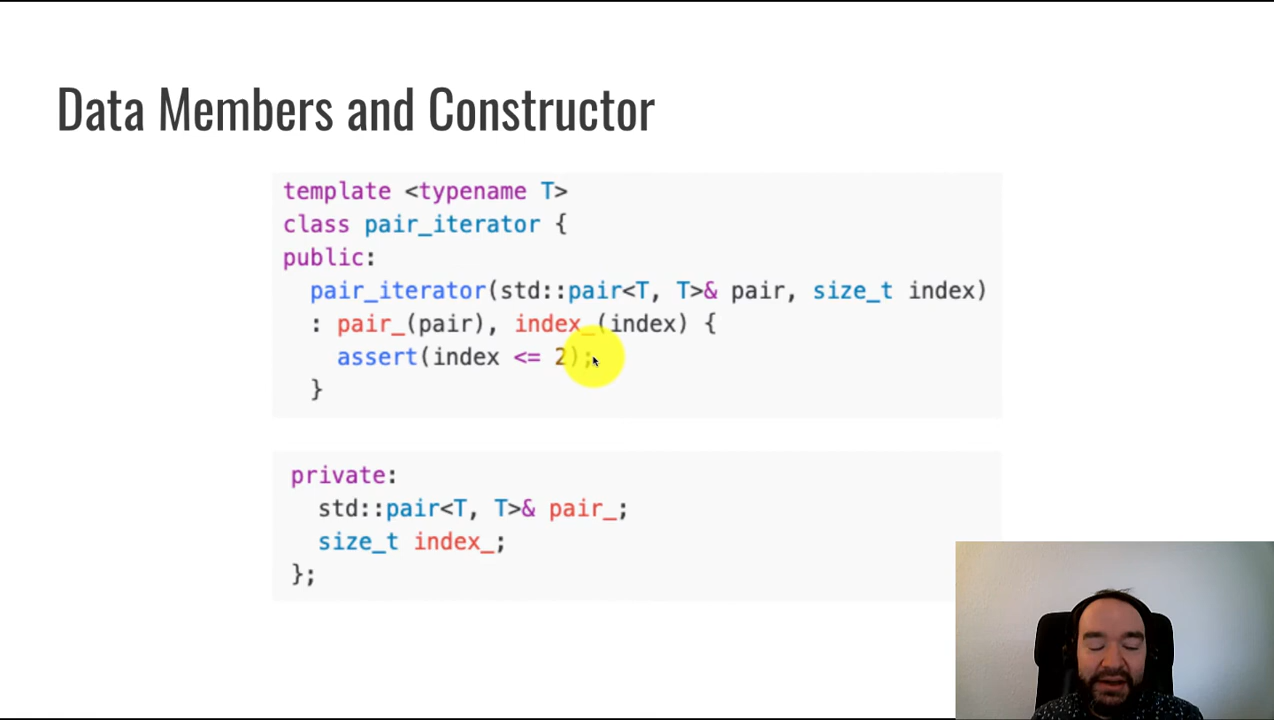 Data Members and Constructor
template <typename T>
class pair_iterator {
public:
pair_iterator(std::pair<T, T>& pair, size_t index)
: pair_(pair), index_(index) {
assert(index <= 2);
}
private:
std::pair<T, T>& pair_;
size_t index_;
};